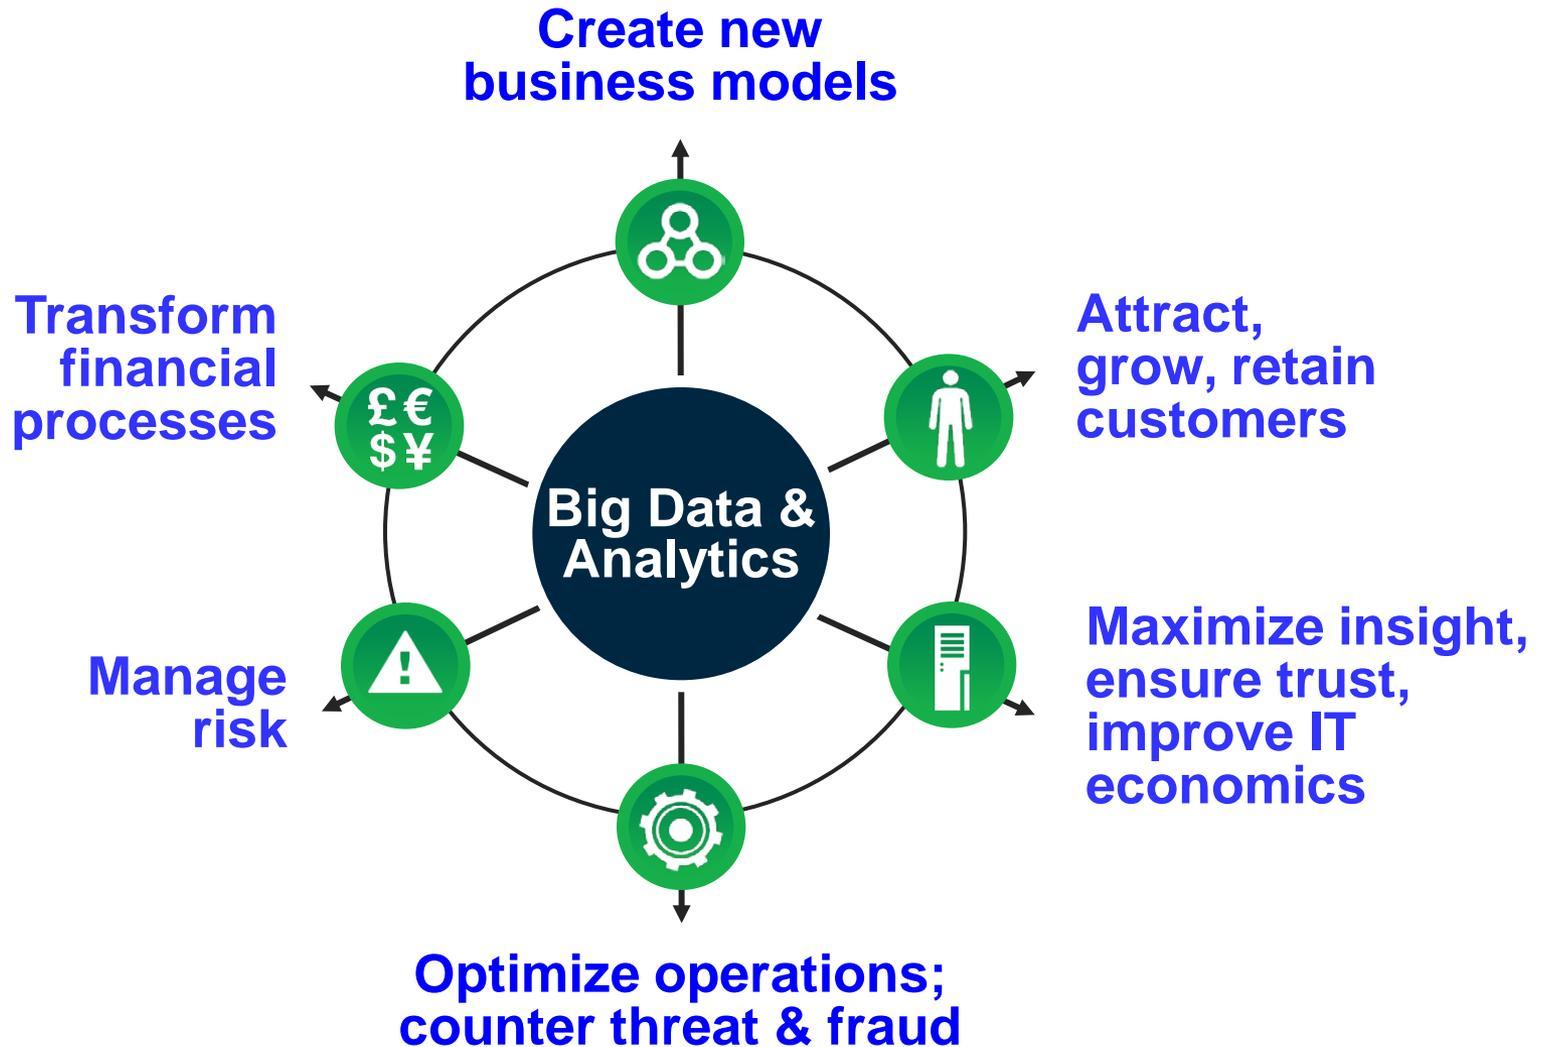 Create new
business models
Transform
financial
processes
£ €
$ ¥
Attract,
grow, retain
customers
Big Data &
Analytics
Manage
risk
!
Maximize insight,
ensure trust,
improve IT
economics
Optimize operations;
counter threat & fraud